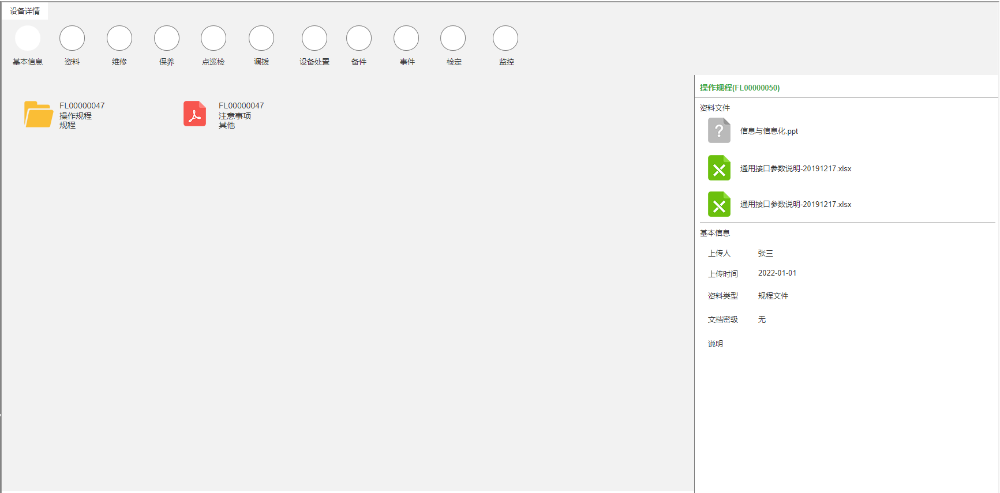 设备详情
基本信息
资料
维修
保养
点巡检
调拨
设备处置
备件
事件
检定
监控
FL00000047
操作规程
规程
FL00000047
注意事项
其他
操作规程(FL00000050)
资料文件
信息与信息化.ppt
通用接口参数说明-20191217.xlsx
通用接口参数说明-20191217.xlsx
基本信息
上传人 张三
上传时间 2022-01-01
资料类型 规程文件
文档密级 无
说明